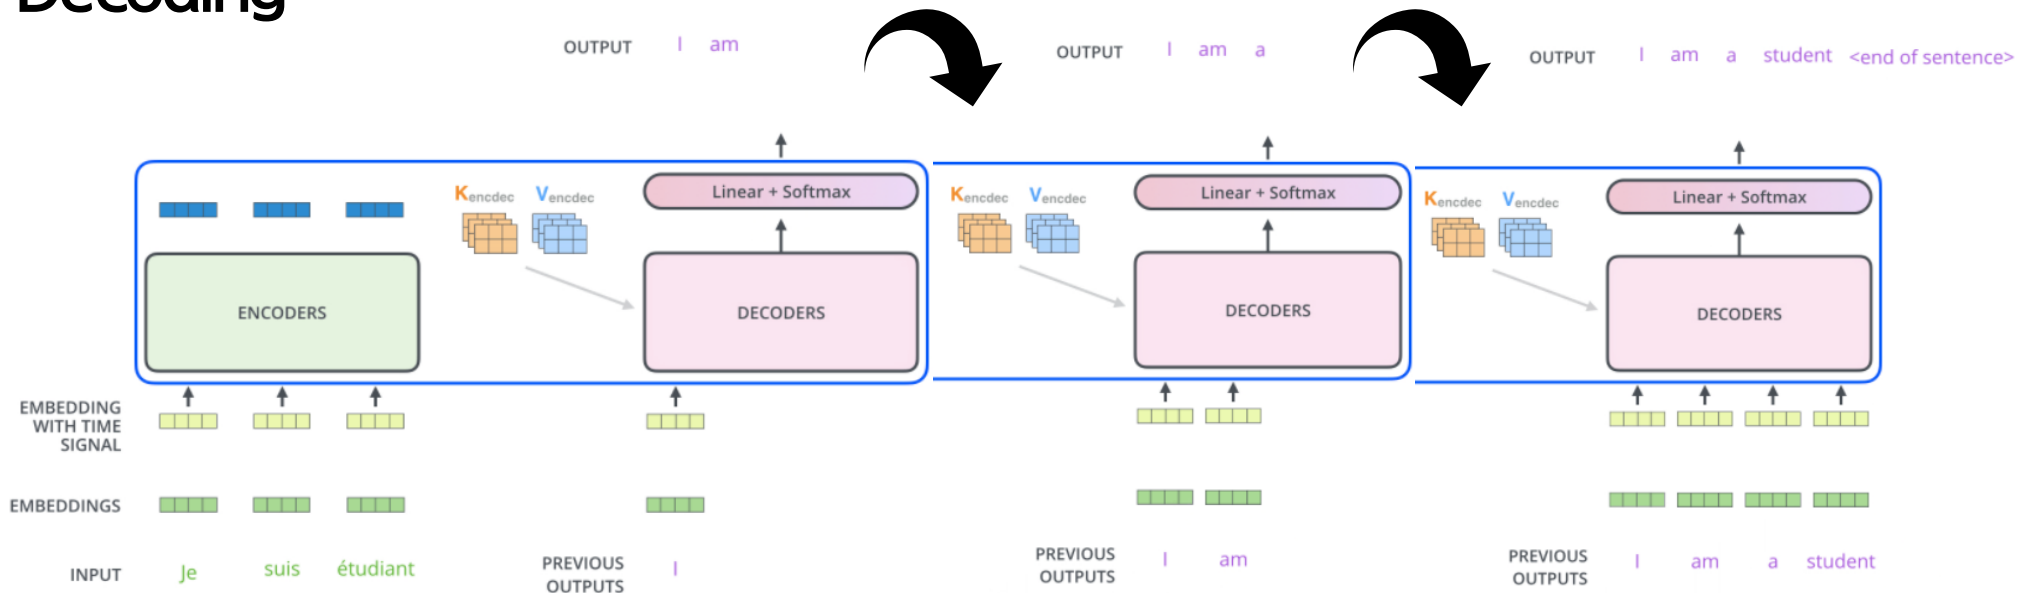 Decoding
OUTPUT I am
OUTPUT I am a
OUTPUT I am a student <end of sentence>
Kencdec Vencdec
Linear + Softmax
Kencdec Vencdec
Linear + Softmax
Kencdec Vencdec
Linear + Softmax
ENCODERS
DECODERS
DECODERS
DECODERS
EMBEDDING
WITH TIME
SIGNAL
EMBEDDINGS
INPUT Je suis étudiant
PREVIOUS
OUTPUTS
I
PREVIOUS
OUTPUTS
I am
PREVIOUS
OUTPUTS
I am a student